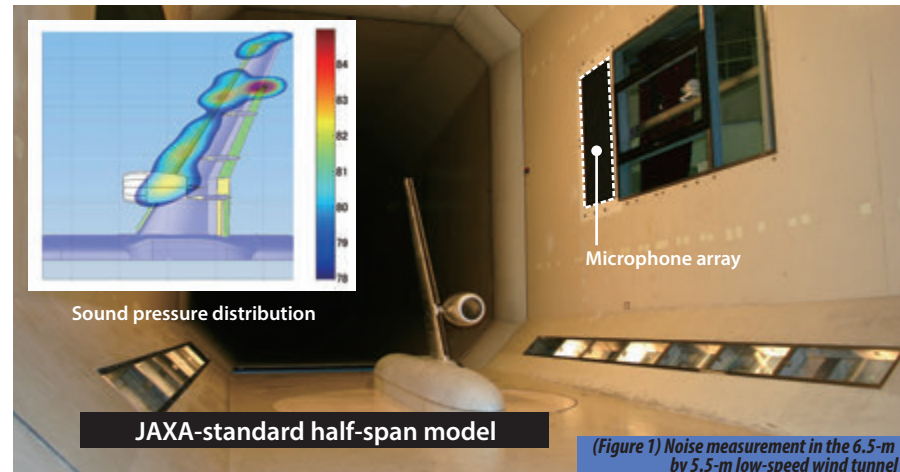 84
83
82
81
80
79
78
Sound pressure distribution
Microphone array
JAXA-standard half-span model
(Figure 1) Noise measurement in the 6.5-m
by 5.5-m low-speed wind tunnel